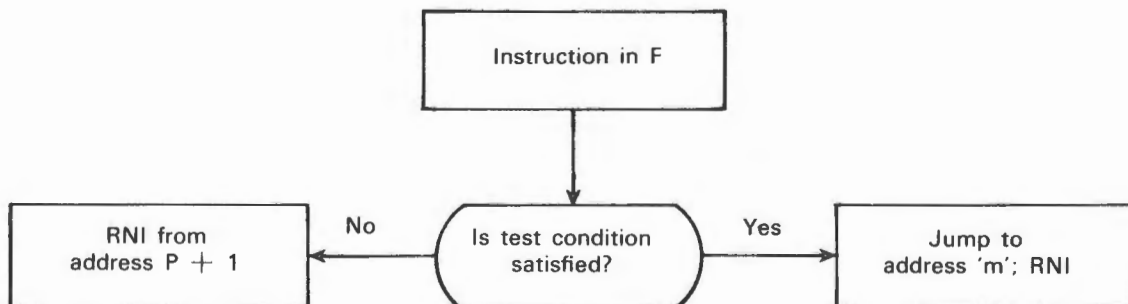 Instruction in F
No
Yes
RNI from
address P + 1
Is test condition
satisfied?
Jump to
address 'm'; RNI